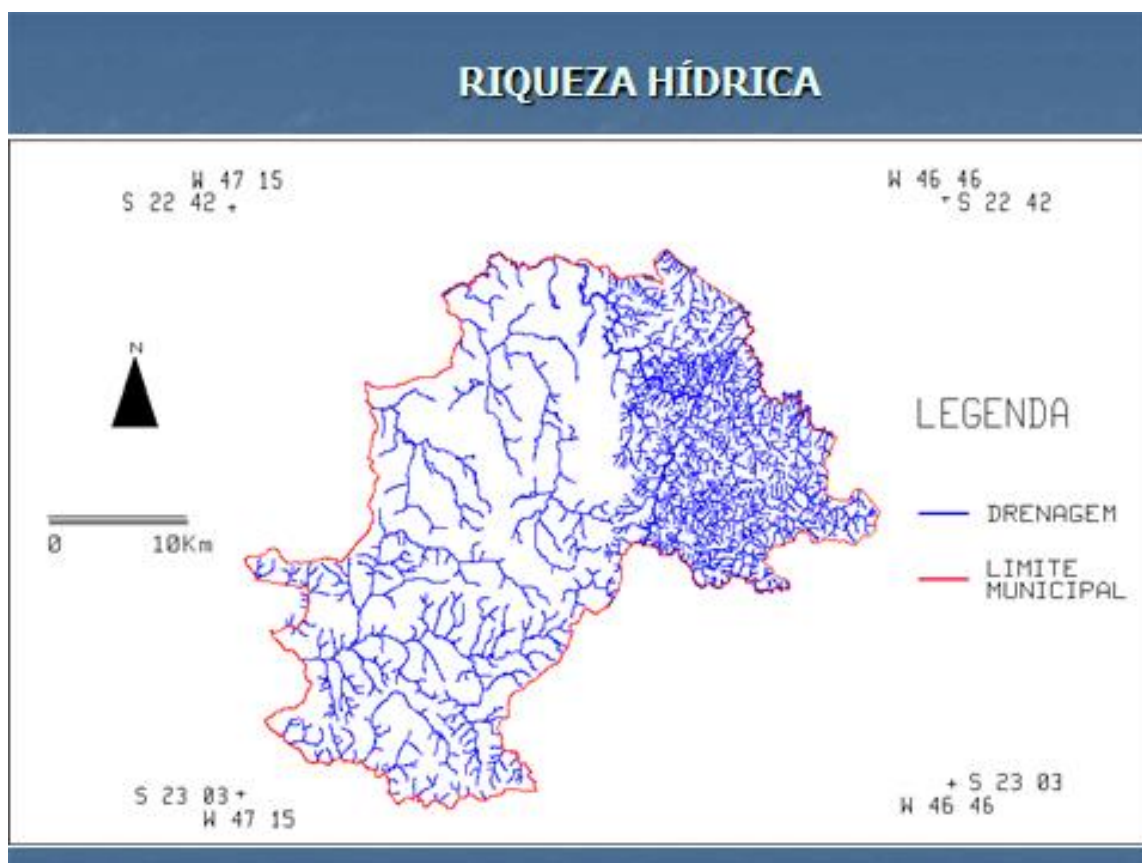 RIQUEZA HÍDRICA
W 47 15
S 22 42
W 46 46
S 22 42
N
LEGENDA
DRENAGEM
0 10Km
LIMITE
MUNICIPAL
S 23 03
W 47 15
S 23 03
W 46 46